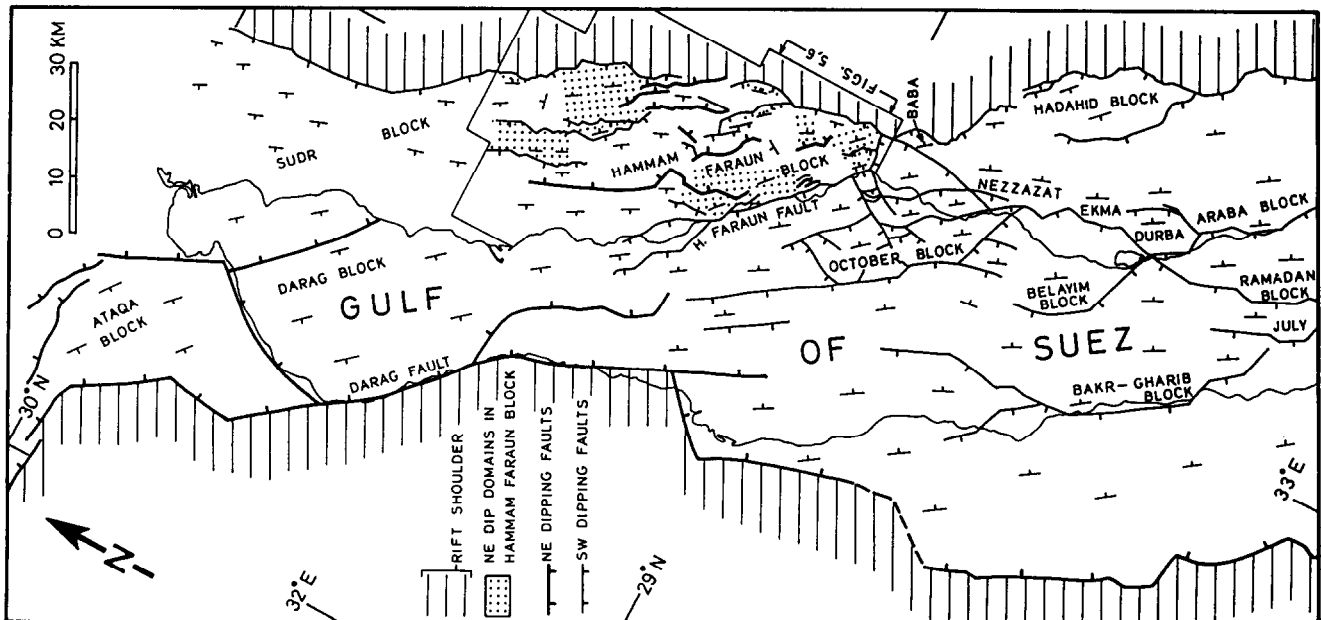 30 KM
20
10
0
SUDR
BLOCK
FIGS. 5,6
BABA
HADAHID BLOCK
HAMMAM
FARAUN
BLOCK
H. FARAUN FAULT
NEZZAZAT
EKMA
ARABA BLOCK
DURBA
OCTOBER BLOCK
BELAYIM
BLOCK
RAMADAN
BLOCK
JULY
DARAG BLOCK
GULF
OF
SUEZ
ATAQA
BLOCK
DARAG FAULT
BAKR-GHARIB
BLOCK
30°N
N
32°E
29°N
33°E
RIFT SHOULDER
NE DIP DOMAINS IN
HAMMAM FARAUN BLOCK
NE DIPPING FAULTS
SW DIPPING FAULTS